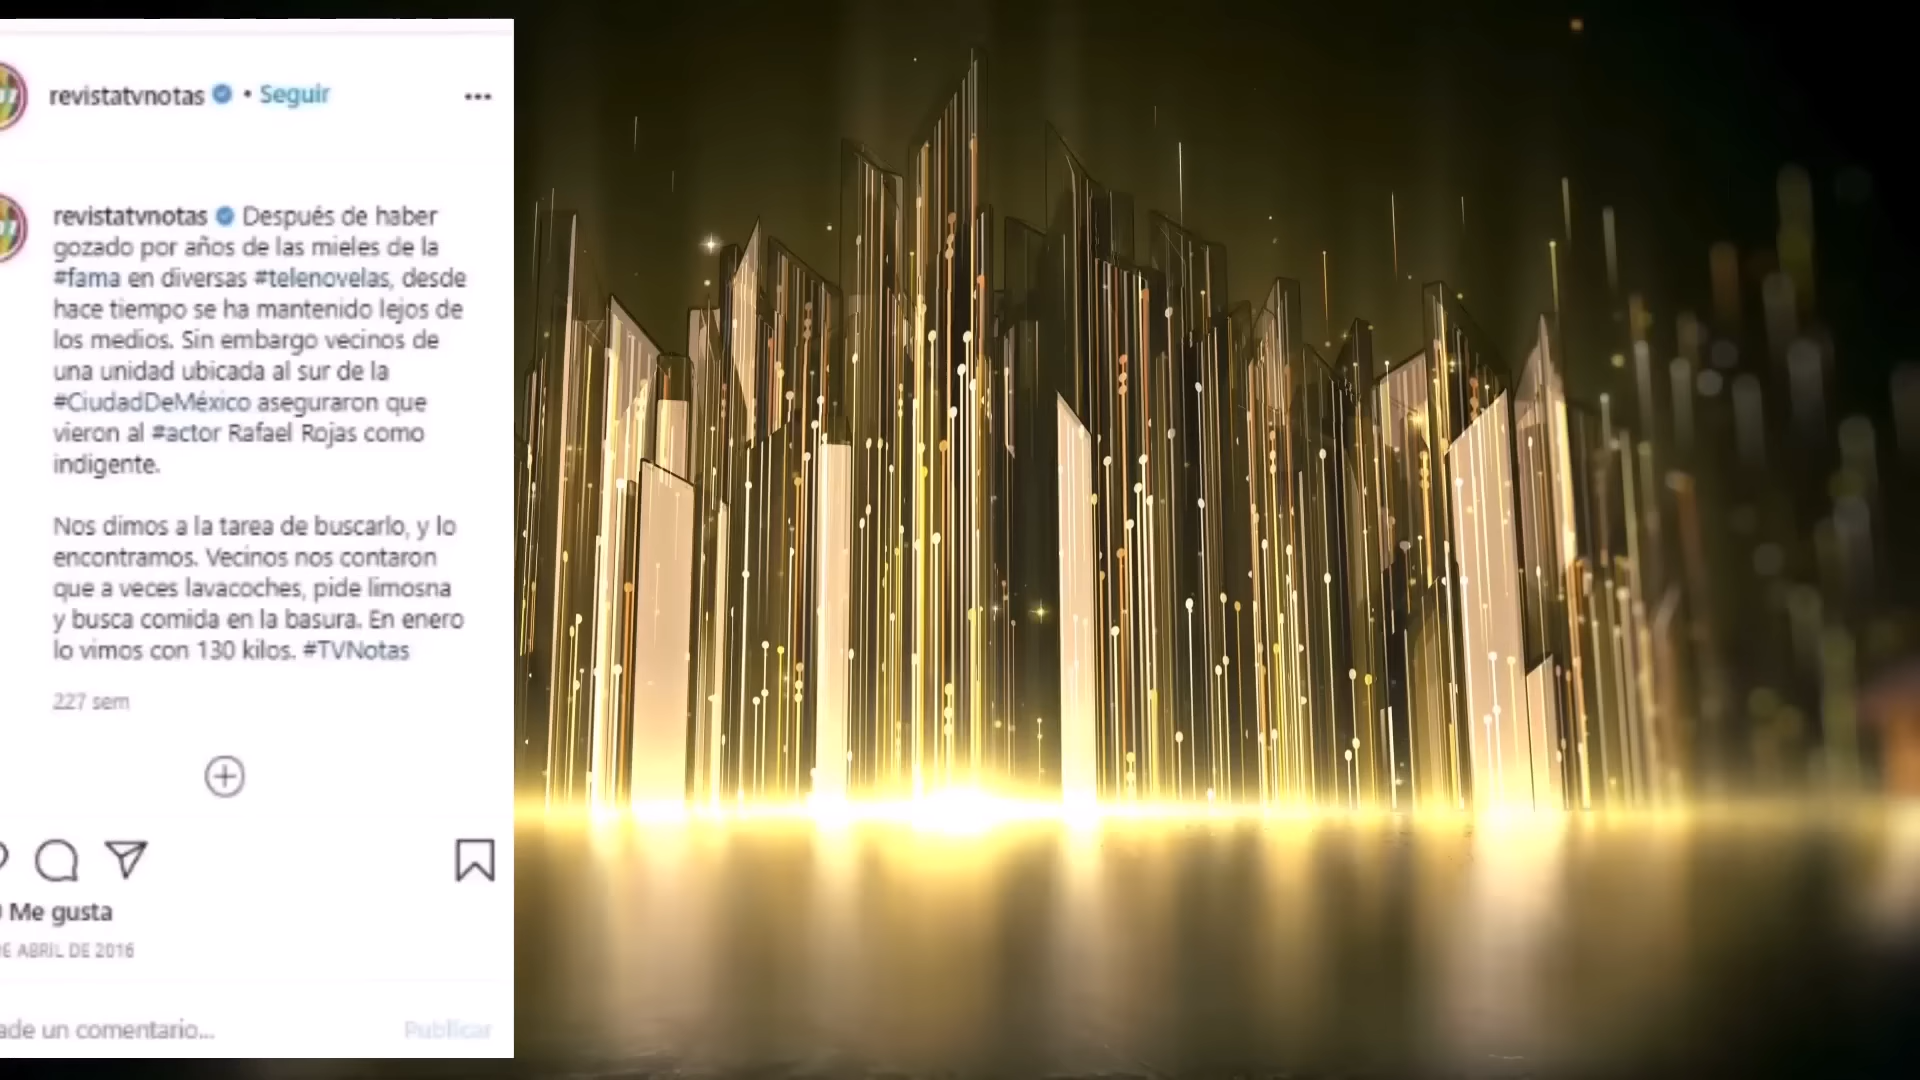 revistatvnotas • Seguir
revistatvnotas Después de haber
gozado por años de las mieles de la
#fama en diversas #telenovelas, desde
hace tiempo se ha mantenido lejos de
los medios. Sin embargo vecinos de
una unidad ubicada al sur de la
#CiudadDeMéxico aseguraron que
vieron al #actor Rafael Rojas como
indigente.
Nos dimos a la tarea de buscarlo, y lo
encontramos. Vecinos nos contaron
que a veces lavacoches, pide limosna
y busca comida en la basura. En enero
lo vimos con 130 kilos. #TVNotas
227 sem
Me gusta
DE ABRIL DE 2016
ade un comentario...
Publicar